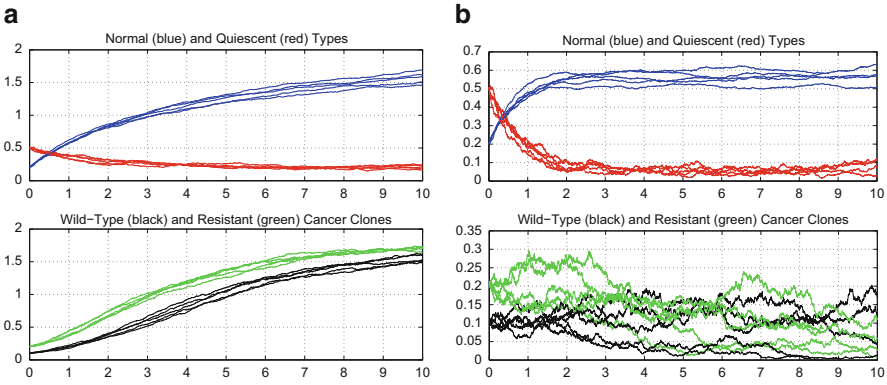 a
Normal (blue) and Quiescent (red) Types
2
1.5
1
0.5
0
0 1 2 3 4 5 6 7 8 9 10
Wild−Type (black) and Resistant (green) Cancer Clones
2
1.5
1
0.5
0
0 1 2 3 4 5 6 7 8 9 10
b
Normal (blue) and Quiescent (red) Types
0.7
0.6
0.5
0.4
0.3
0.2
0.1
0
0 1 2 3 4 5 6 7 8 9 10
Wild−Type (black) and Resistant (green) Cancer Clones
0.35
0.3
0.25
0.2
0.15
0.1
0.05
0
0 1 2 3 4 5 6 7 8 9 10